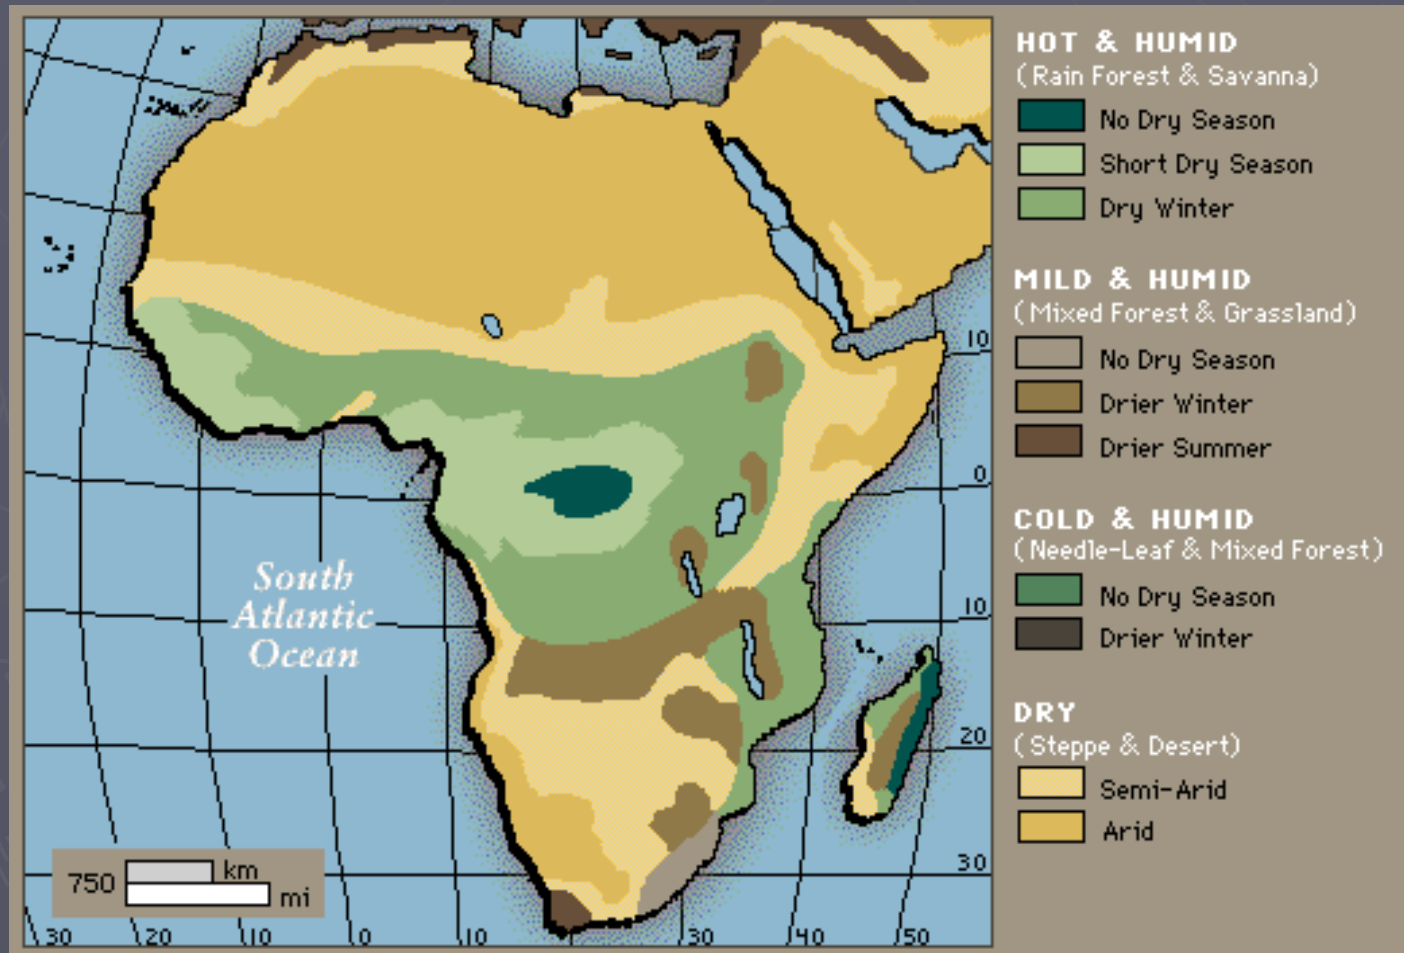 HOT & HUMID
(Rain Forest & Savanna)
No Dry Season
Short Dry Season
Dry Winter
MILD & HUMID
(Mixed Forest & Grassland)
No Dry Season
Drier Winter
Drier Summer
COLD & HUMID
(Needle-Leaf & Mixed Forest)
No Dry Season
Drier Winter
DRY
(Steppe & Desert)
Semi-Arid
Arid
10
0
South
Atlantic
Ocean
10
20
30
750
km
mi
30
20
10
0
10
30
40
50